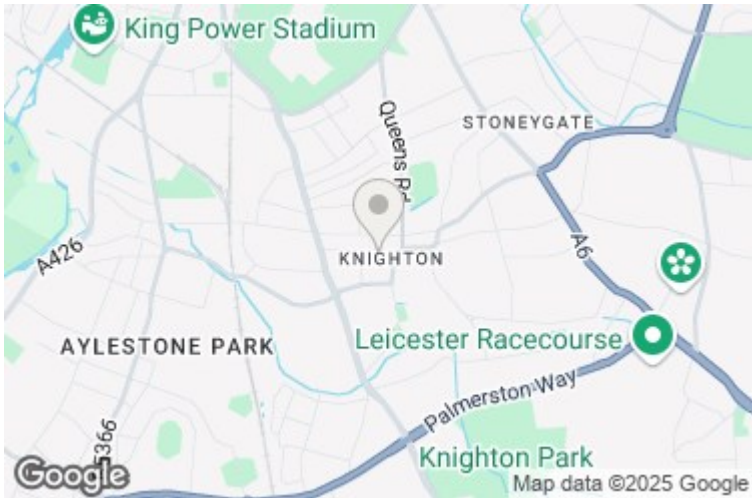 King Power Stadium
STONEYGATE
Queens Rd
KNIGHTON
A426
A6
AYLESTONE PARK
Leicester Racecourse
Palmerston Way
5366
Knighton Park
Google
Map data ©2025 Google